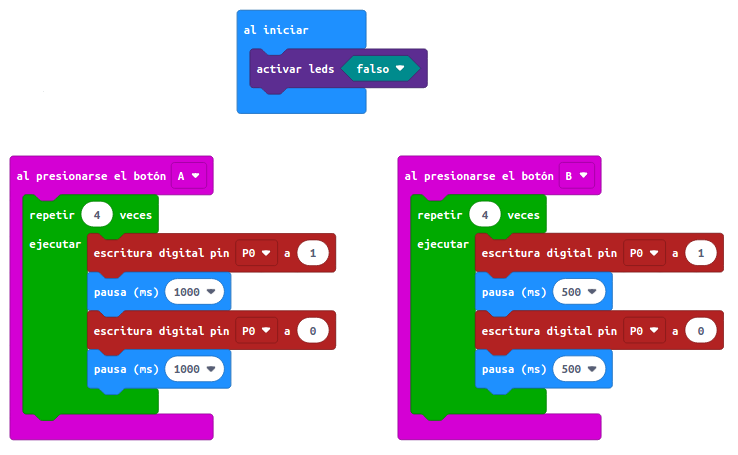 al iniciar
activar leds falso
al presionarse el botón A
repetir 4 veces
ejecutar
escritura digital pin P0 a 1
pausa (ms) 1000
escritura digital pin P0 a 0
pausa (ms) 1000
al presionarse el botón B
repetir 4 veces
ejecutar
escritura digital pin P0 a 1
pausa (ms) 500
escritura digital pin P0 a 0
pausa (ms) 500